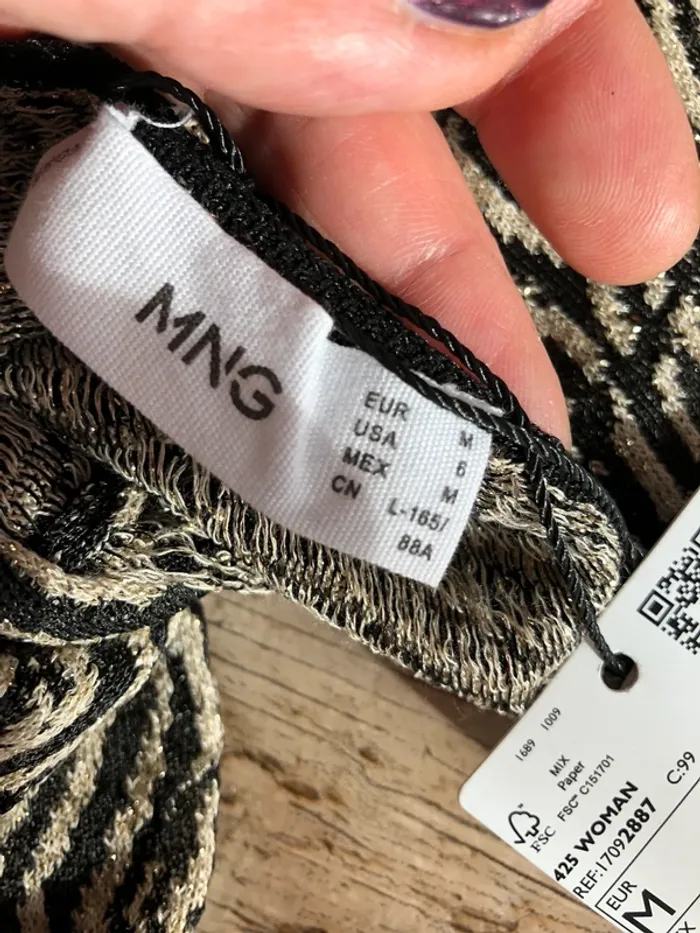 MNG
EUR M
USA 6
MEX M
CN L-165/
88A
1689 1009
MIX
Paper
FSC™ C151701
FSC
425 WOMAN
REF:17092887 C:99
EUR
M